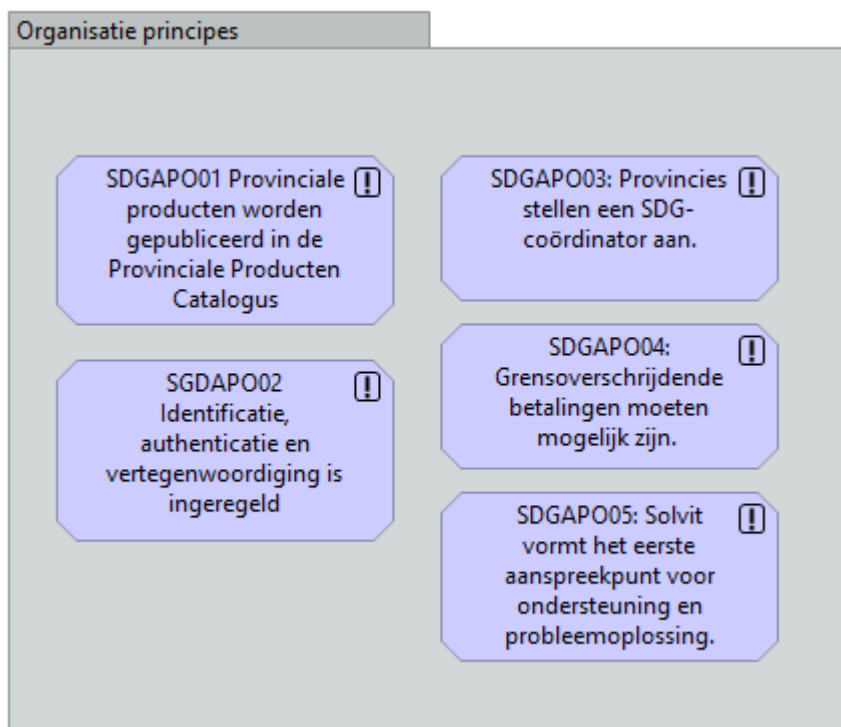 Organisatie principes
SDGAPO01 Provinciale
producten worden
gepubliceerd in de
Provinciale Producten
Catalogus
SGDAPO02
Identificatie,
authenticatie en
vertegenwoordiging is
ingeregeld
SDGAPO03: Provincies
stellen een SDG-
coördinator aan.
SDGAPO04:
Grensoverschrijdende
betalingen moeten
mogelijk zijn.
SDGAPO05: Solvit
vormt het eerste
aanspreekpunt voor
ondersteuning en
probleemoplossing.